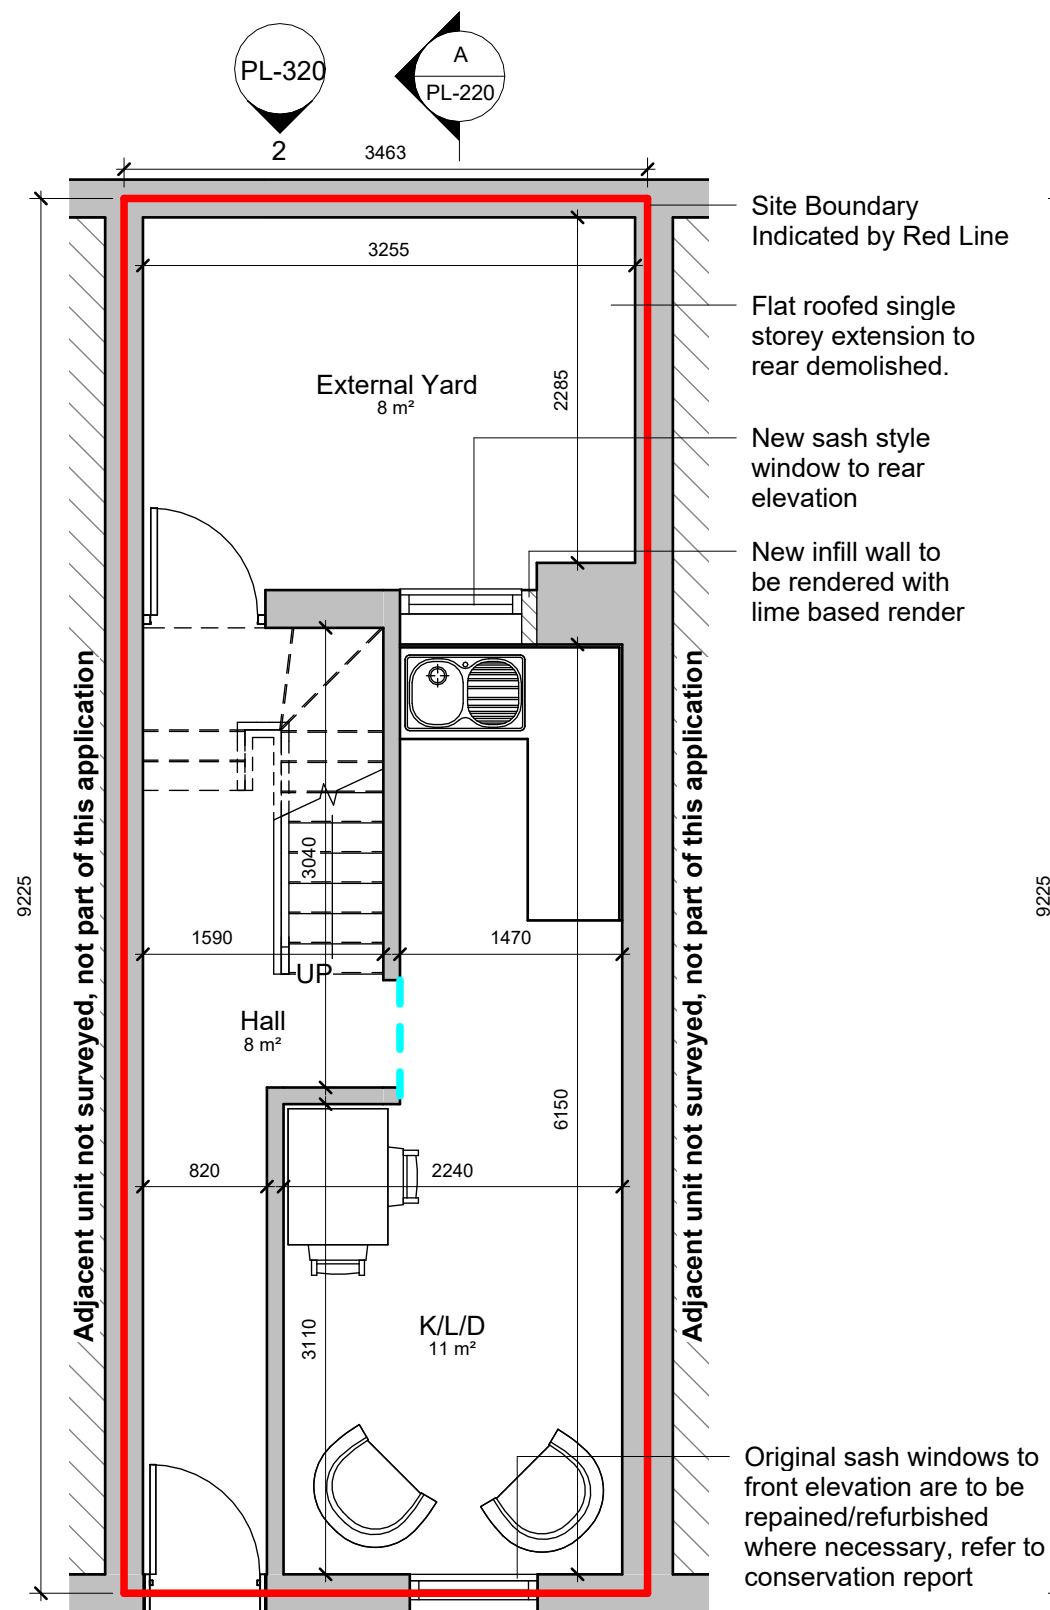 PL-320
2
A
PL-220
3463
Site Boundary
Indicated by Red Line
3255
Flat roofed single
storey extension to
rear demolished.
External Yard
8 m²
2285
New sash style
window to rear
elevation
New infill wall to
be rendered with
lime based render
Adjacent unit not surveyed, not part of this application
Adjacent unit not surveyed, not part of this application
9225
9225
3040
1590
1470
UP
Hall
8 m²
6150
820
2240
3110
K/L/D
11 m²
Original sash windows to
front elevation are to be
repained/refurbished
where necessary, refer to
conservation report